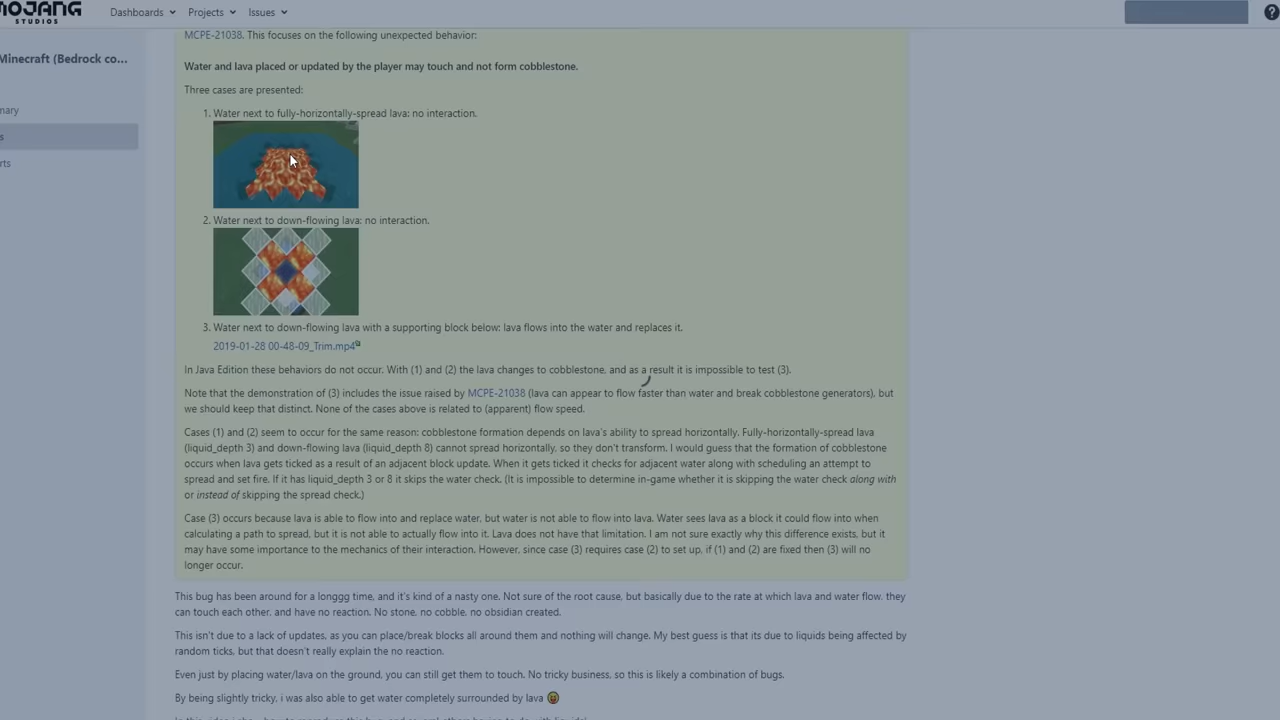 MOJANG
STUDIOS
Dashboards
Projects
Issues
Minecraft (Bedrock co...
MCPE-21038. This focuses on the following unexpected behavior:
Water and lava placed or updated by the player may touch and not form cobblestone.
Three cases are presented:
1. Water next to fully-horizontally-spread lava: no interaction.
2. Water next to down-flowing lava: no interaction.
3. Water next to down-flowing lava with a supporting block below: lava flows into the water and replaces it.
2019-01-28 00-48-09_Trim.mp4
In Java Edition these behaviors do not occur. With (1) and (2) the lava changes to cobblestone, and as a result it is impossible to test (3).
Note that the demonstration of (3) includes the issue raised by MCPE-21038 (lava can appear to flow faster than water and break cobblestone generators), but
we should keep that distinct. None of the cases above is related to (apparent) flow speed.
Cases (1) and (2) seem to occur for the same reason: cobblestone formation depends on lava's ability to spread horizontally. Fully-horizontally-spread lava
(liquid_depth 3) and down-flowing lava (liquid_depth 8) cannot spread horizontally, so they don't transform. I would guess that the formation of cobblestone
occurs when lava gets ticked as a result of an adjacent block update. When it gets ticked it checks for adjacent water along with scheduling an attempt to
spread and set fire. If it has liquid_depth 3 or 8 it skips the water check. (It is impossible to determine in-game whether it is skipping the water check along with
or instead of skipping the spread check.)
Case (3) occurs because lava is able to flow into and replace water, but water is not able to flow into lava. Water sees lava as a block it could flow into when
calculating a path to spread, but it is not able to actually flow into it. Lava does not have that limitation. I am not sure exactly why this difference exists, but it
may have some importance to the mechanics of their interaction. However, since case (3) requires case (2) to set up, if (1) and (2) are fixed then (3) will no
longer occur.
This bug has been around for a longgg time, and it's kind of a nasty one. Not sure of the root cause, but basically due to the rate at which lava and water flow, they
can touch each other, and have no reaction. No stone, no cobble, no obsidian created.
This isn't due to a lack of updates, as you can place/break blocks all around them and nothing will change. My best guess is that its due to liquids being affected by
random ticks, but that doesn't really explain the no reaction.
Even just by placing water/lava on the ground, you can still get them to touch. No tricky business, so this is likely a combination of bugs.
By being slightly tricky, i was also able to get water completely surrounded by lava